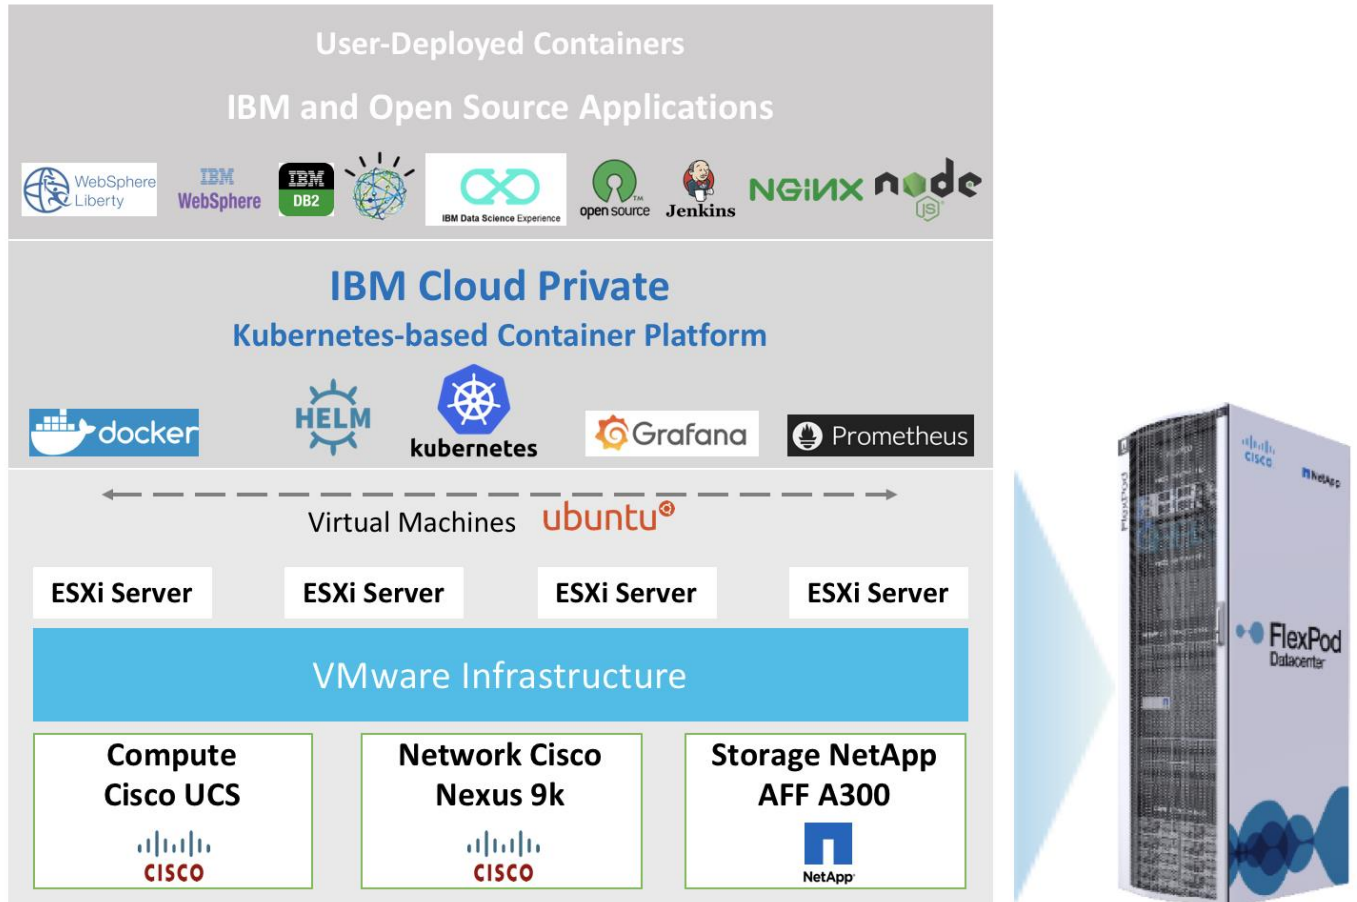 User-Deployed Containers
IBM and Open Source Applications
WebSphere
Liberty
IBM
WebSphere
IBM
DB2
IBM Data Science Experience
open source
TM
Jenkins
NGINX
node
JS
IBM Cloud Private
Kubernetes-based Container Platform
docker
HELM
kubernetes
Grafana
Prometheus
Virtual Machines ubuntu
ESXi Server ESXi Server ESXi Server ESXi Server
VMware Infrastructure
Compute
Cisco UCS
CISCO
Network Cisco
Nexus 9k
CISCO
Storage NetApp
AFF A300
NetApp
CISCO
NetApp
FlexPod
FlexPod
Datacenter